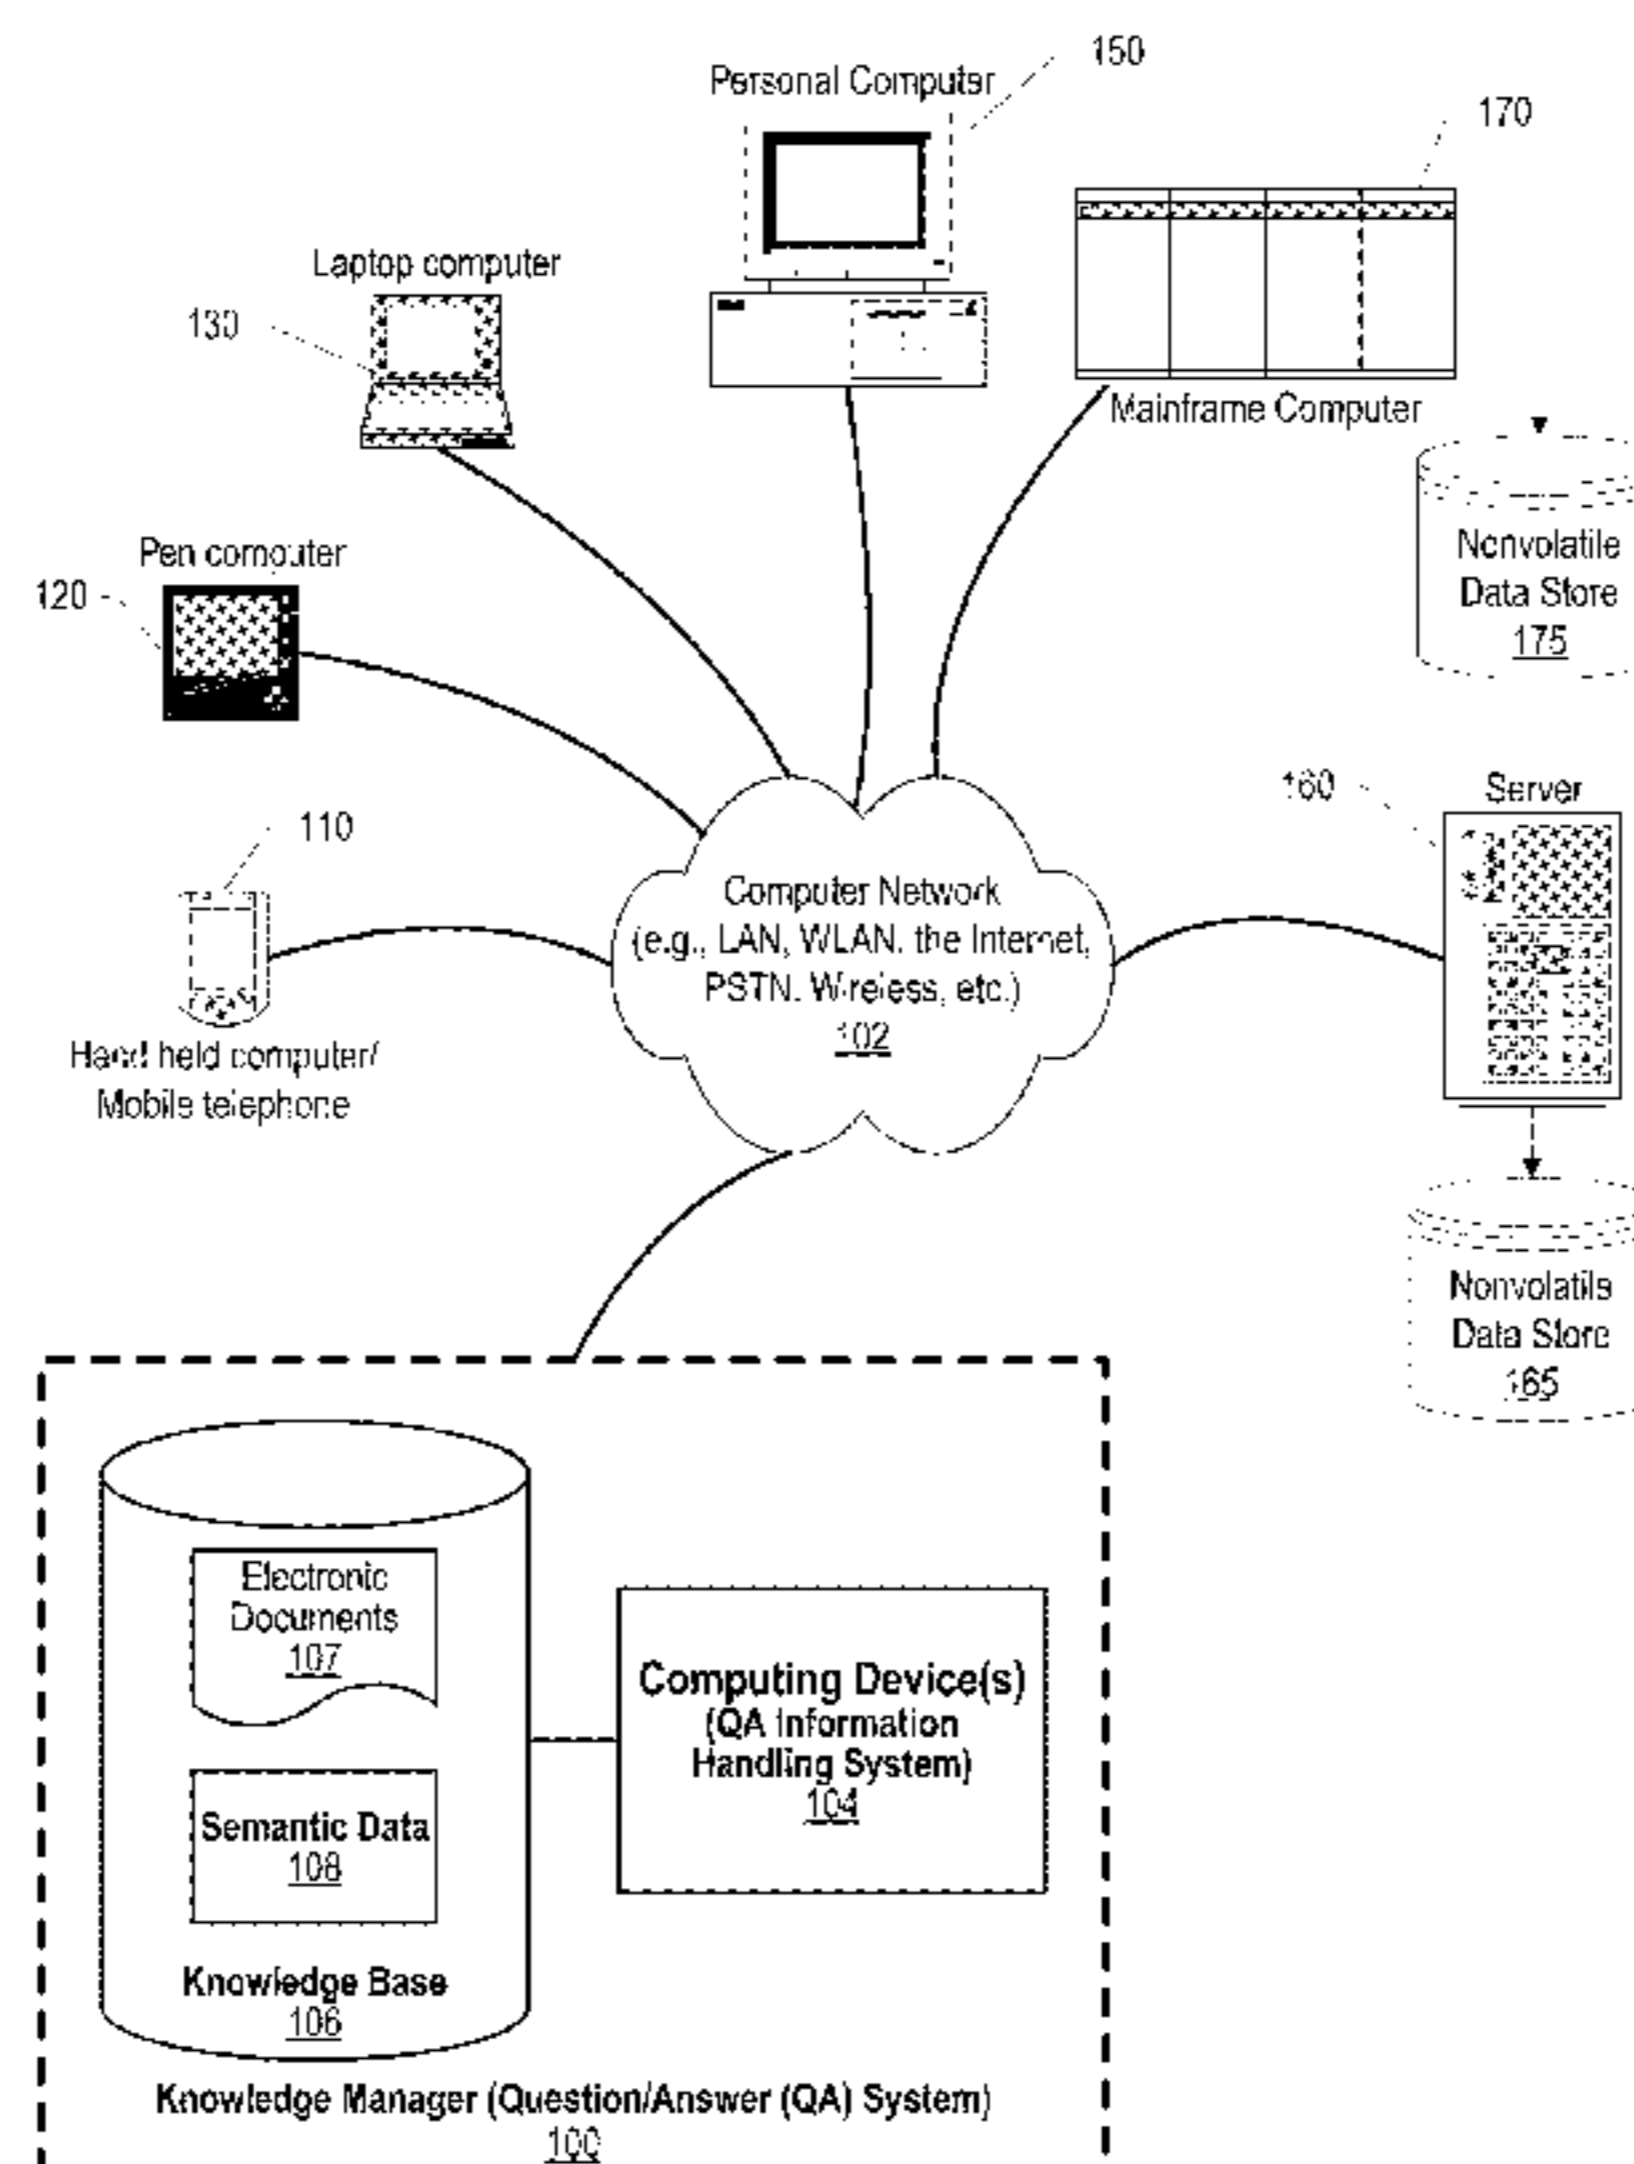 150
Personal Computer
170
Laptop computer
130
Mainframe Computer
Pen computer
120
Nonvolatile
Data Store
175
160
Server
110
Computer Network
(e.g., LAN, WLAN, the Internet,
PSTN, Wireless, etc.)
102
Hand held computer/
Mobile telephone
Nonvolatile
Data Store
165
Electronic
Documents
107
Computing Device(s)
(QA Information
Handling System)
104
Semantic Data
108
Knowledge Base
106
Knowledge Manager (Question/Answer (QA) System)
100